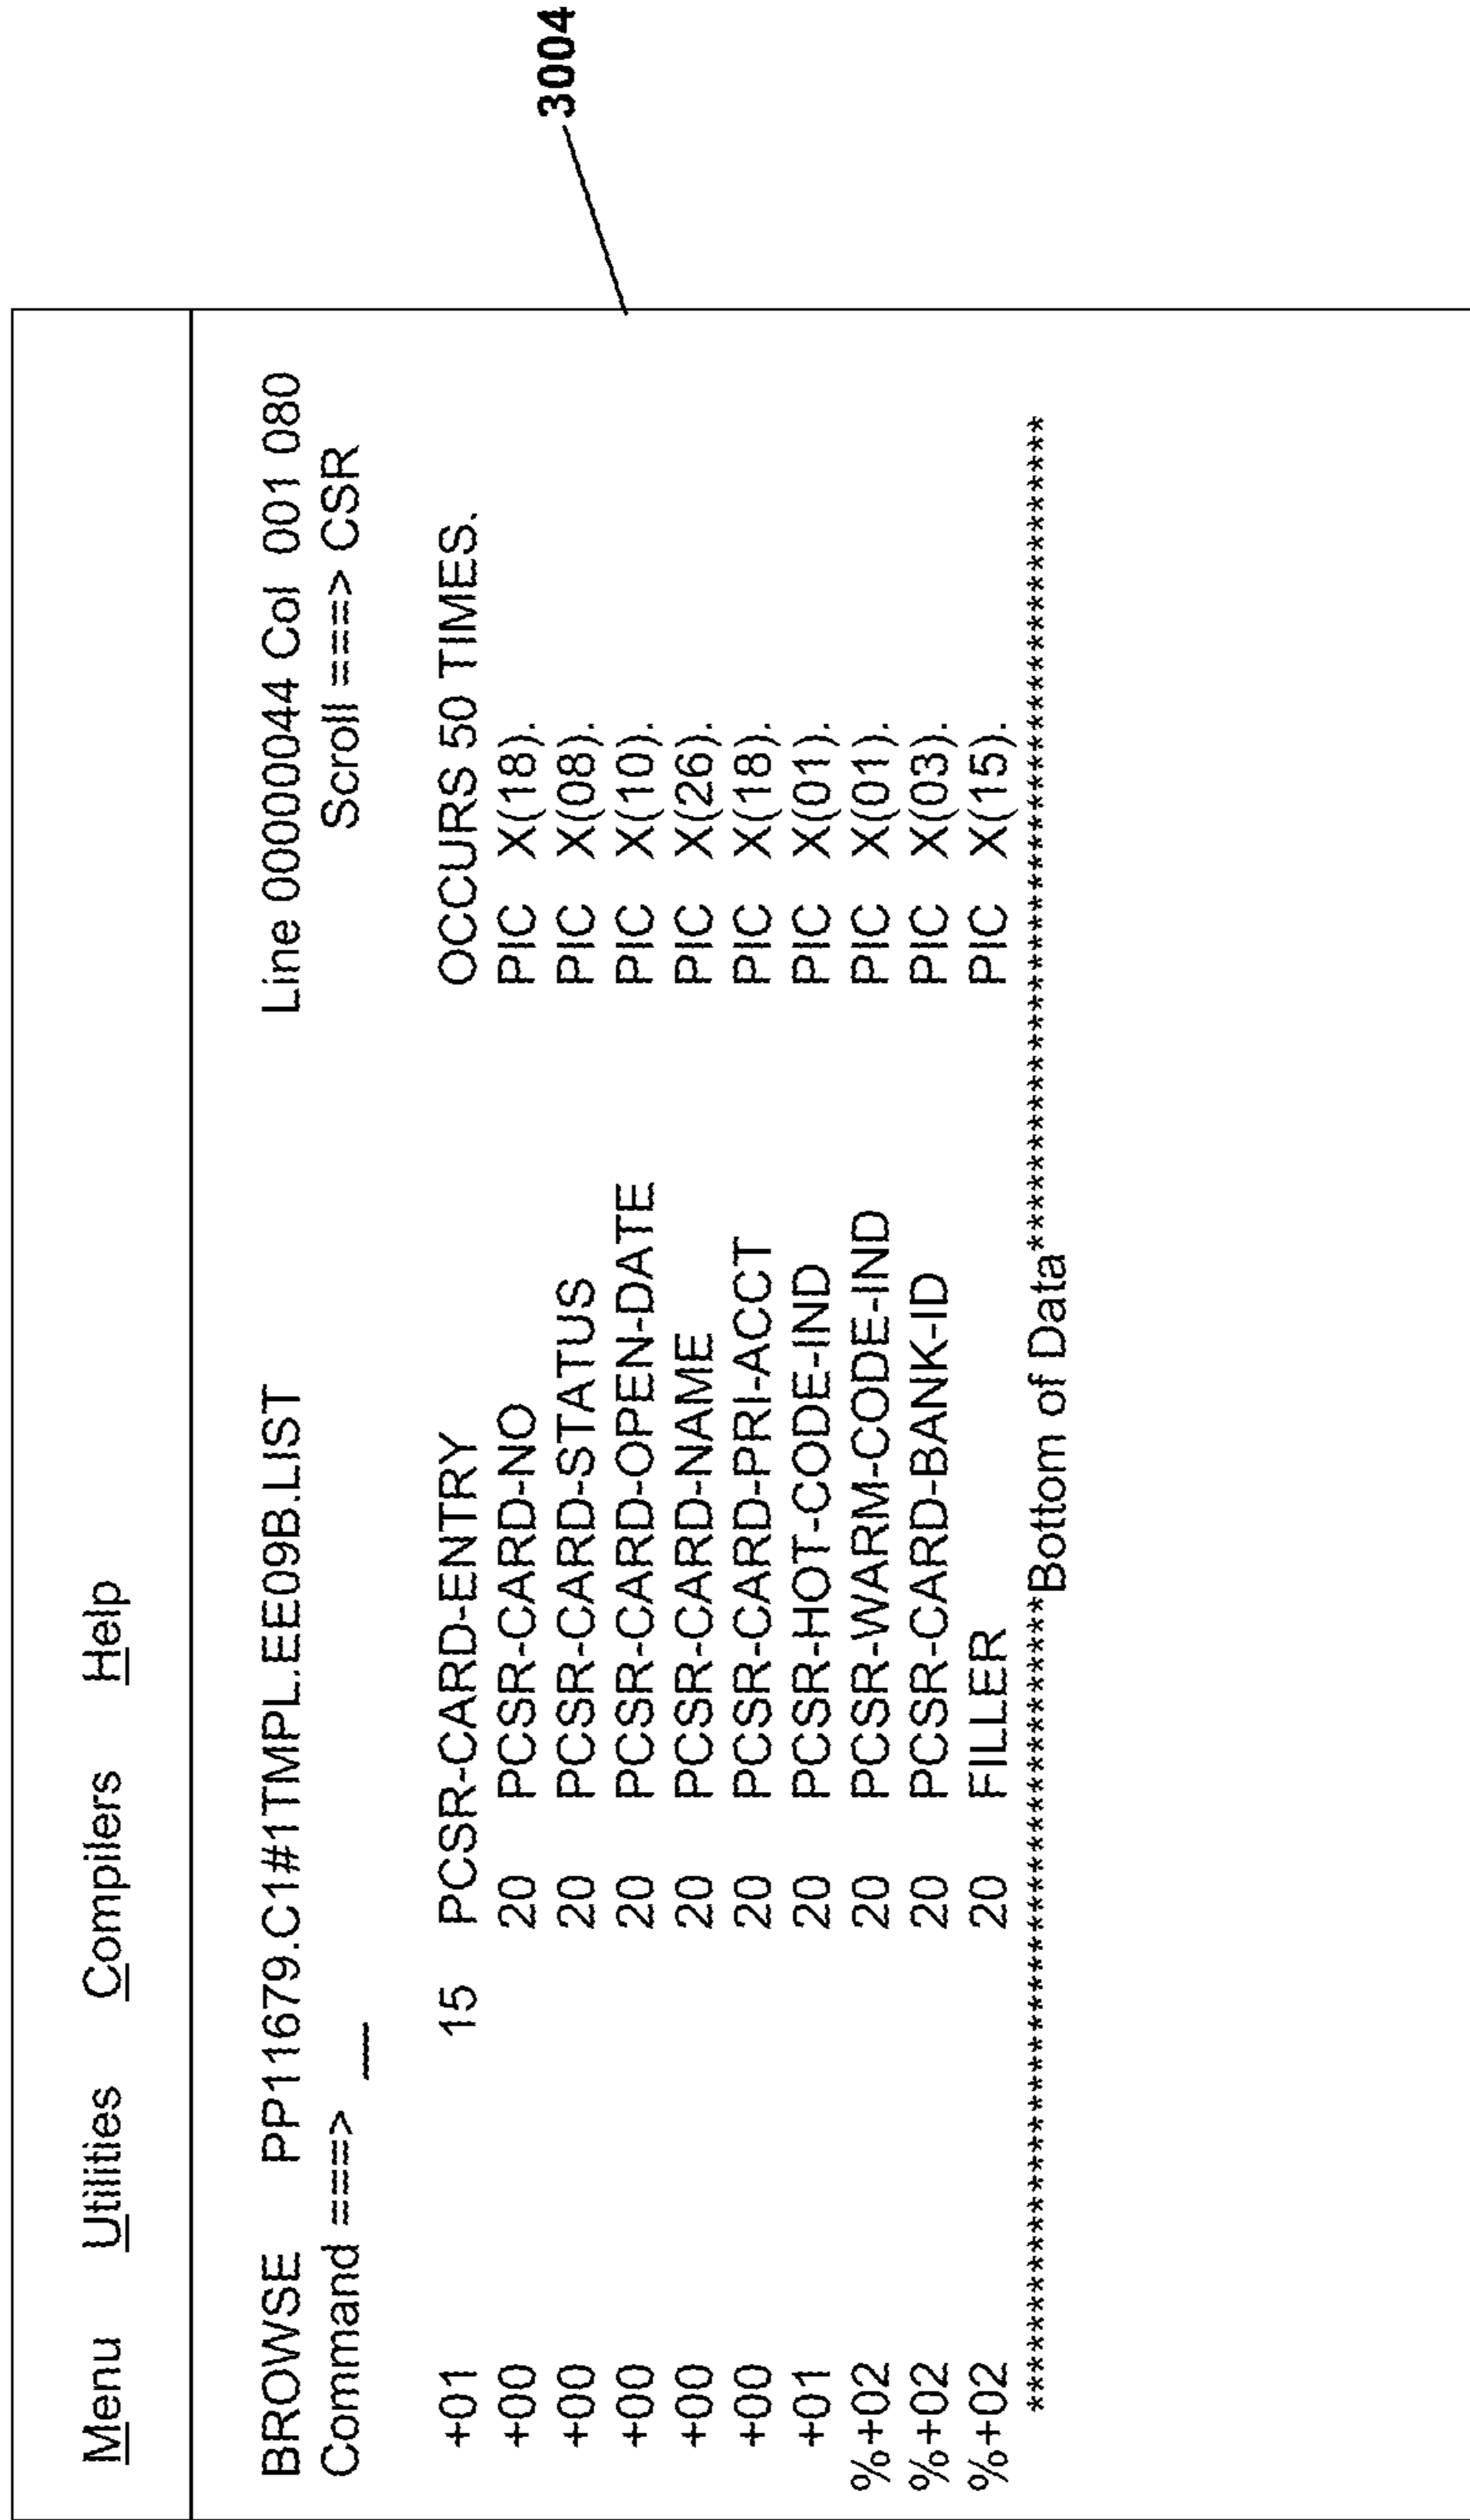 Menu Utilities Compilers Help
BROWSE PP11679.C1#1TMPL.EE09B.LIST Line 00000044 Col 001 080
Command ===> __ Scroll ===> CSR
+01 15 PCSR-CARD-ENTRY OCCURS 50 TIMES.
+00 20 PCSR-CARD-NO PIC X(18).
+00 20 PCSR-CARD-STATUS PIC X(08).
+00 20 PCSR-CARD-OPEN-DATE PIC X(10).
+00 20 PCSR-CARD-NAME PIC X(26).
+00 20 PCSR-CARD-PRI-ACCT PIC X(18).
+01 20 PCSR-HOT-CODE-IND PIC X(01).
%+02 20 PCSR-WARM-CODE-IND PIC X(01).
%+02 20 PCSR-CARD-BANK-ID PIC X(03).
%+02 20 FILLER PIC X(15).
******************************************Bottom of Data******************************************
3004